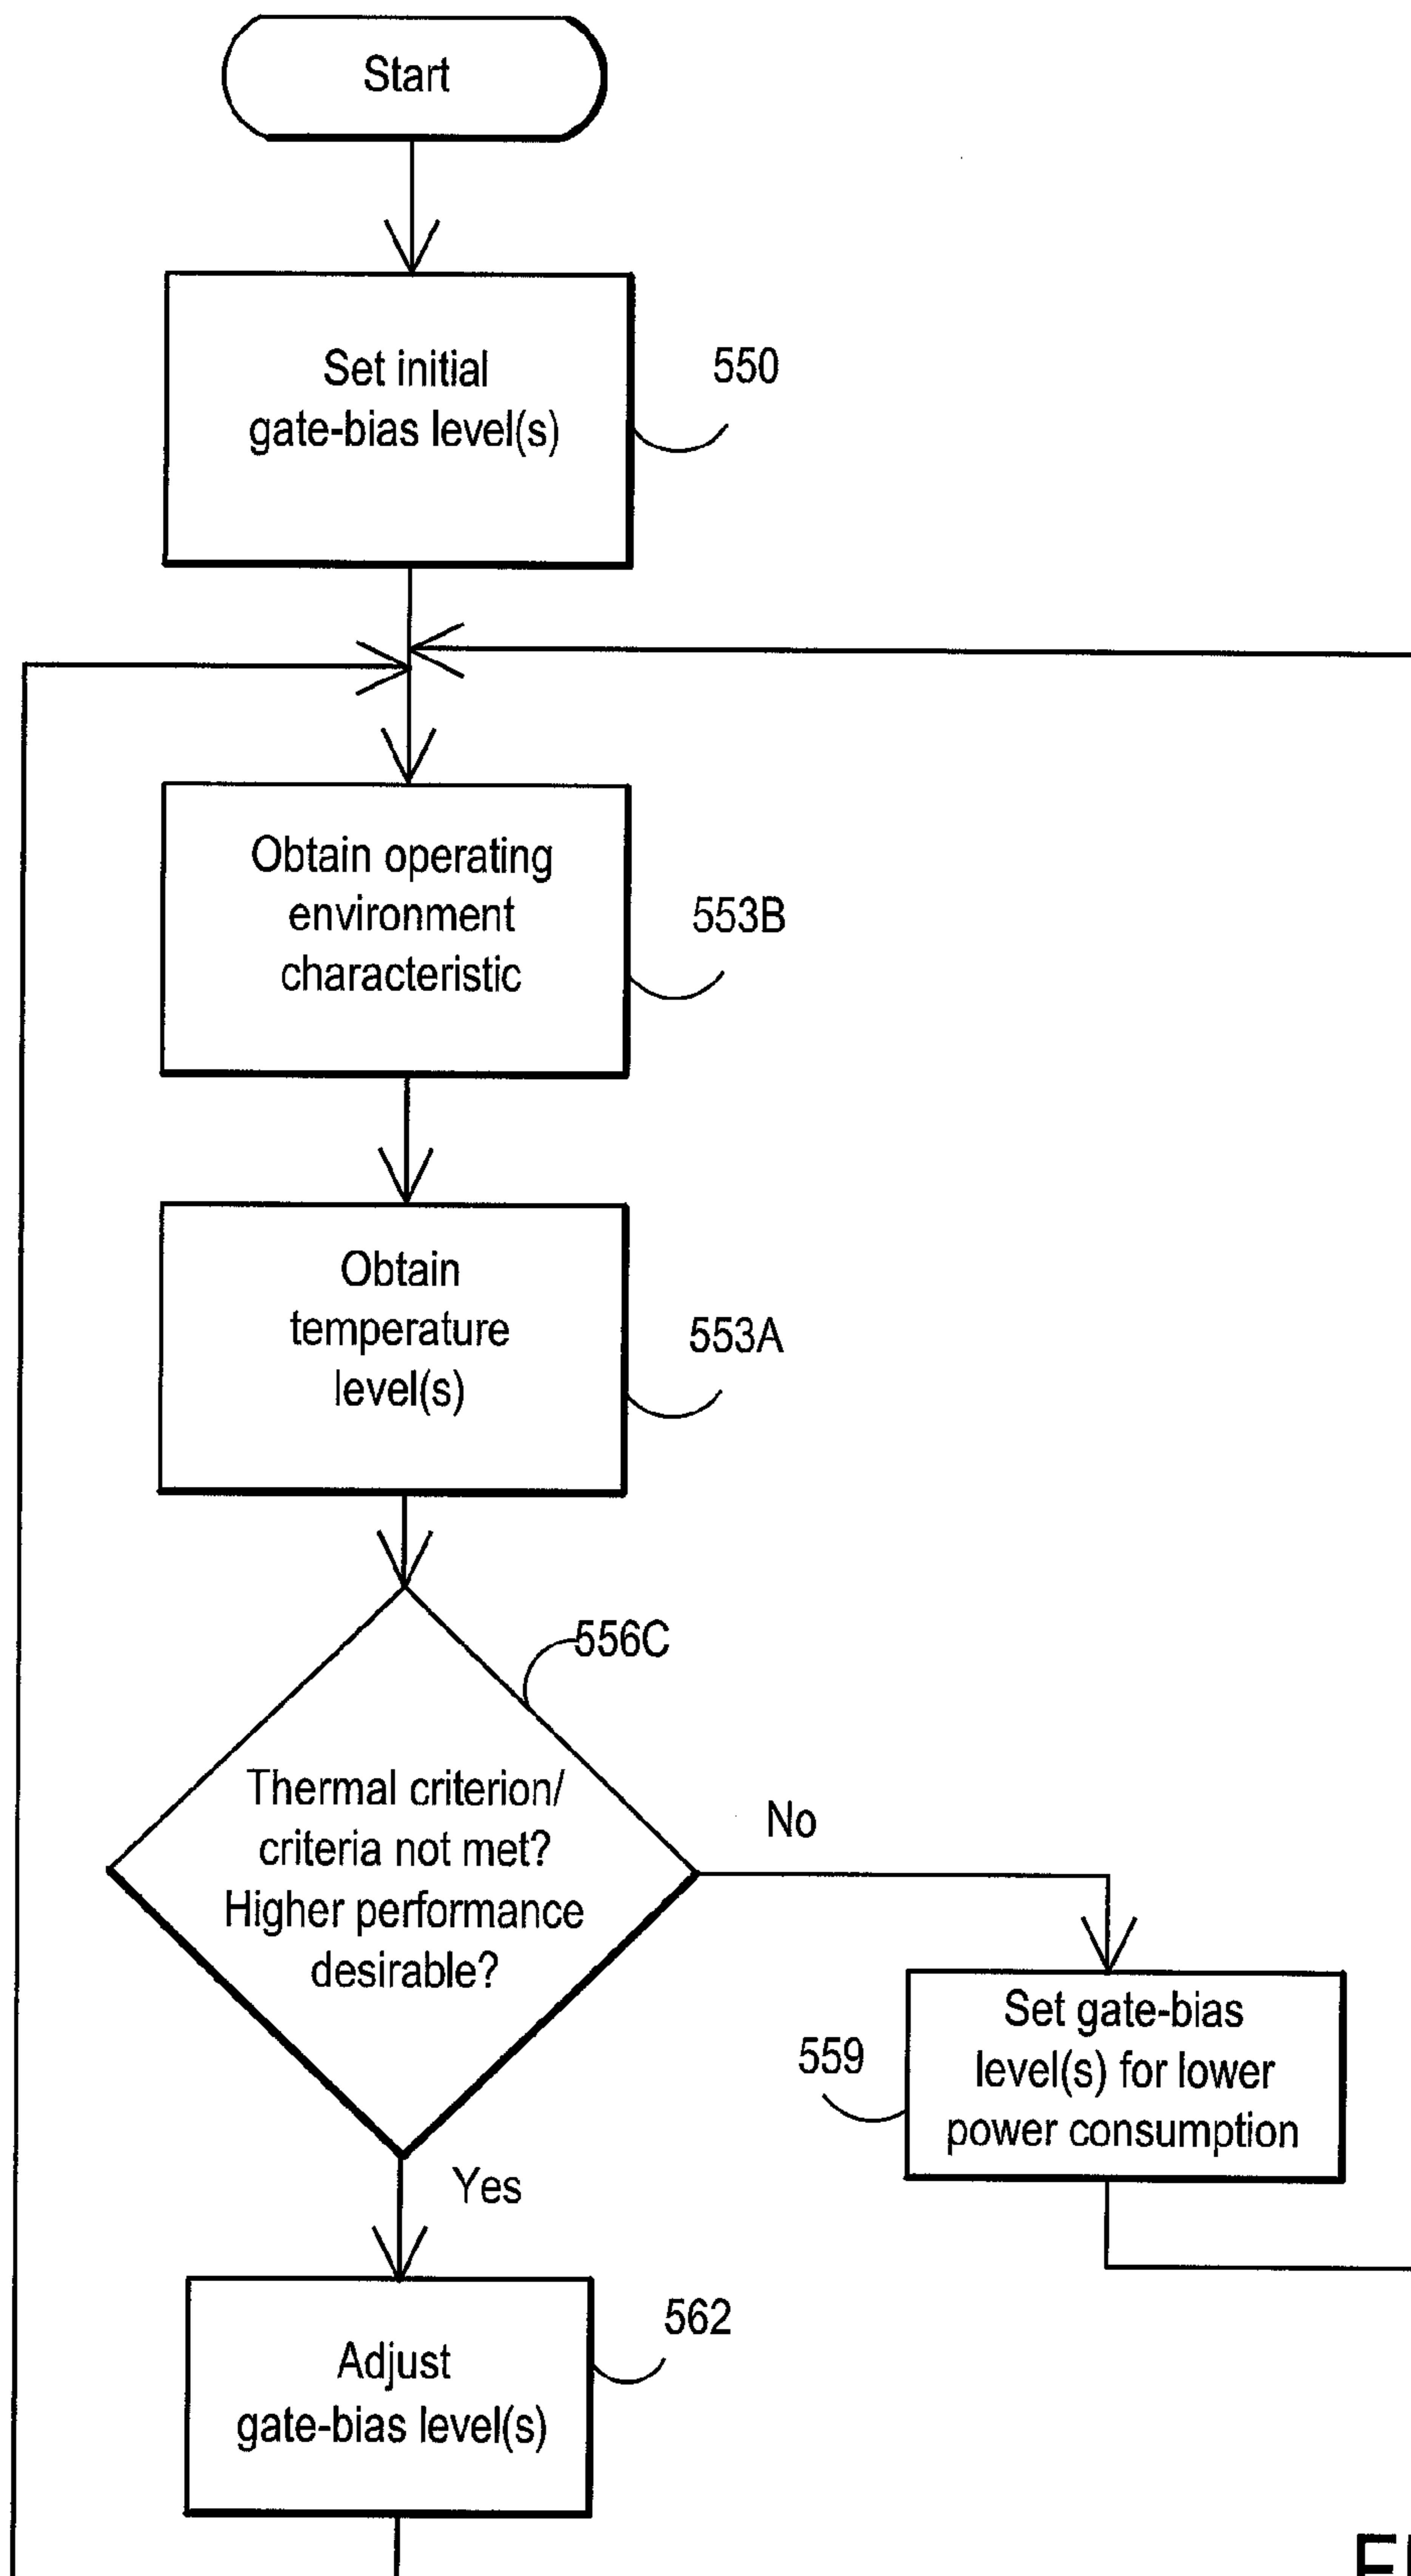 Start
Set initial
gate-bias level(s)
550
Obtain operating
environment
characteristic
553B
Obtain
temperature
level(s)
553A
556C
Thermal criterion/
criteria not met?
Higher performance
desirable?
No
Set gate-bias
level(s) for lower
power consumption
559
Yes
Adjust
gate-bias level(s)
562